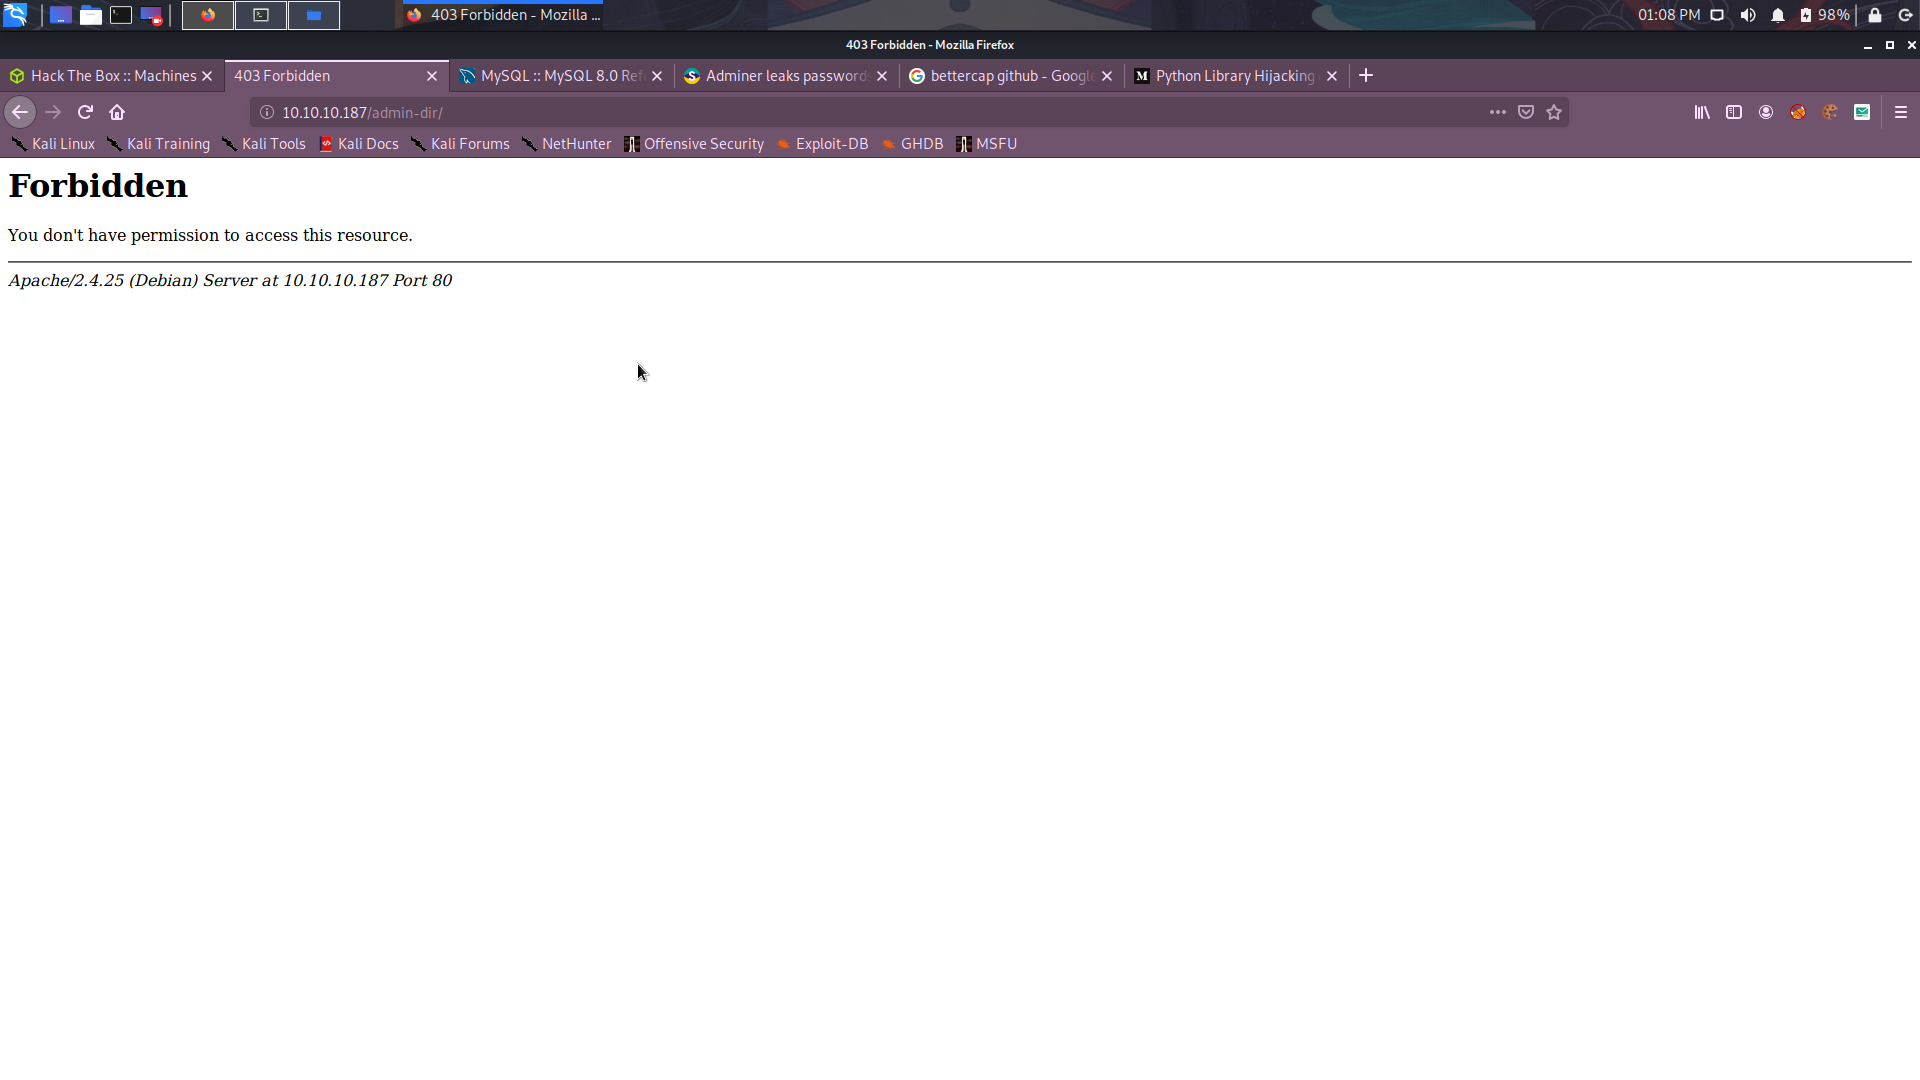 403 Forbidden - Mozilla ...
01:08 PM
98%
403 Forbidden - Mozilla Firefox
Hack The Box :: Machines
403 Forbidden
MySQL :: MySQL 8.0 Ref
Adminer leaks password
bettercap github - Google
Python Library Hijacking
10.10.10.187/admin-dir/
Kali Linux
Kali Training
Kali Tools
Kali Docs
Kali Forums
NetHunter
Offensive Security
Exploit-DB
GHDB
MSFU
Forbidden
You don't have permission to access this resource.
Apache/2.4.25 (Debian) Server at 10.10.10.187 Port 80